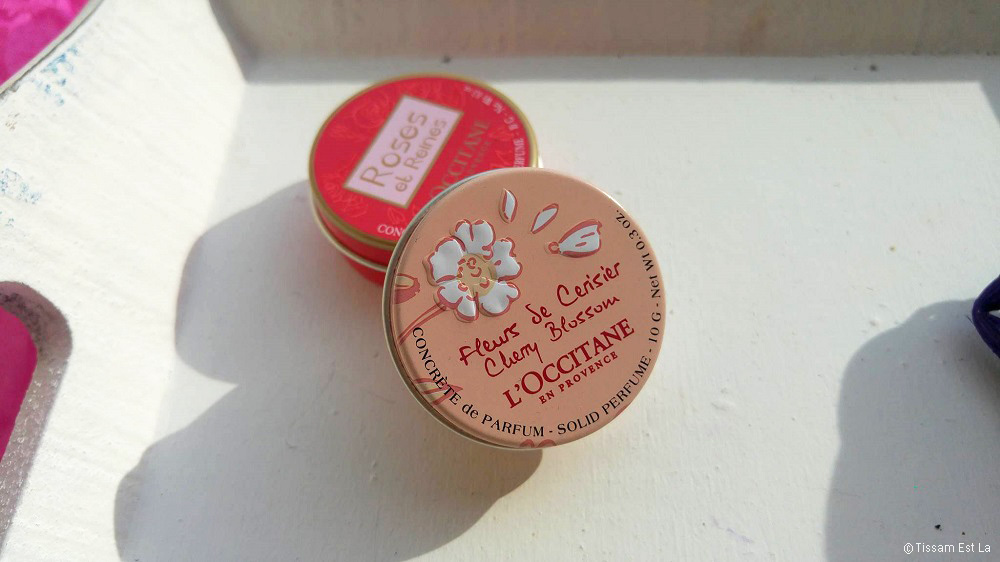 Roses
et Reines
L'OCCITANE
Fleurs de Cerisier
Cherry Blossom
L'OCCITANE
EN PROVENCE
CONCRÈTE de PARFUM - SOLID PERFUME - 10 G - Net Wt 0.3 oz.
©Tissam Est La